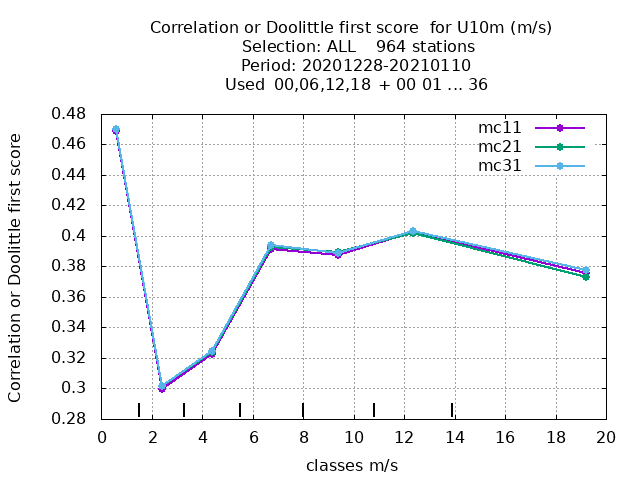 Correlation or Doolittle first score  for U10m (m/s)
Selection: ALL    964 stations
Period: 20201228-20210110
Used  00,06,12,18  + 00 01 ... 36
Correlation or Doolittle first score
0.48
0.46
0.44
0.42
0.4
0.38
0.36
0.34
0.32
0.3
0.28
mc11
mc21
mc31
0 2 4 6 8 10 12 14 16 18 20
classes m/s